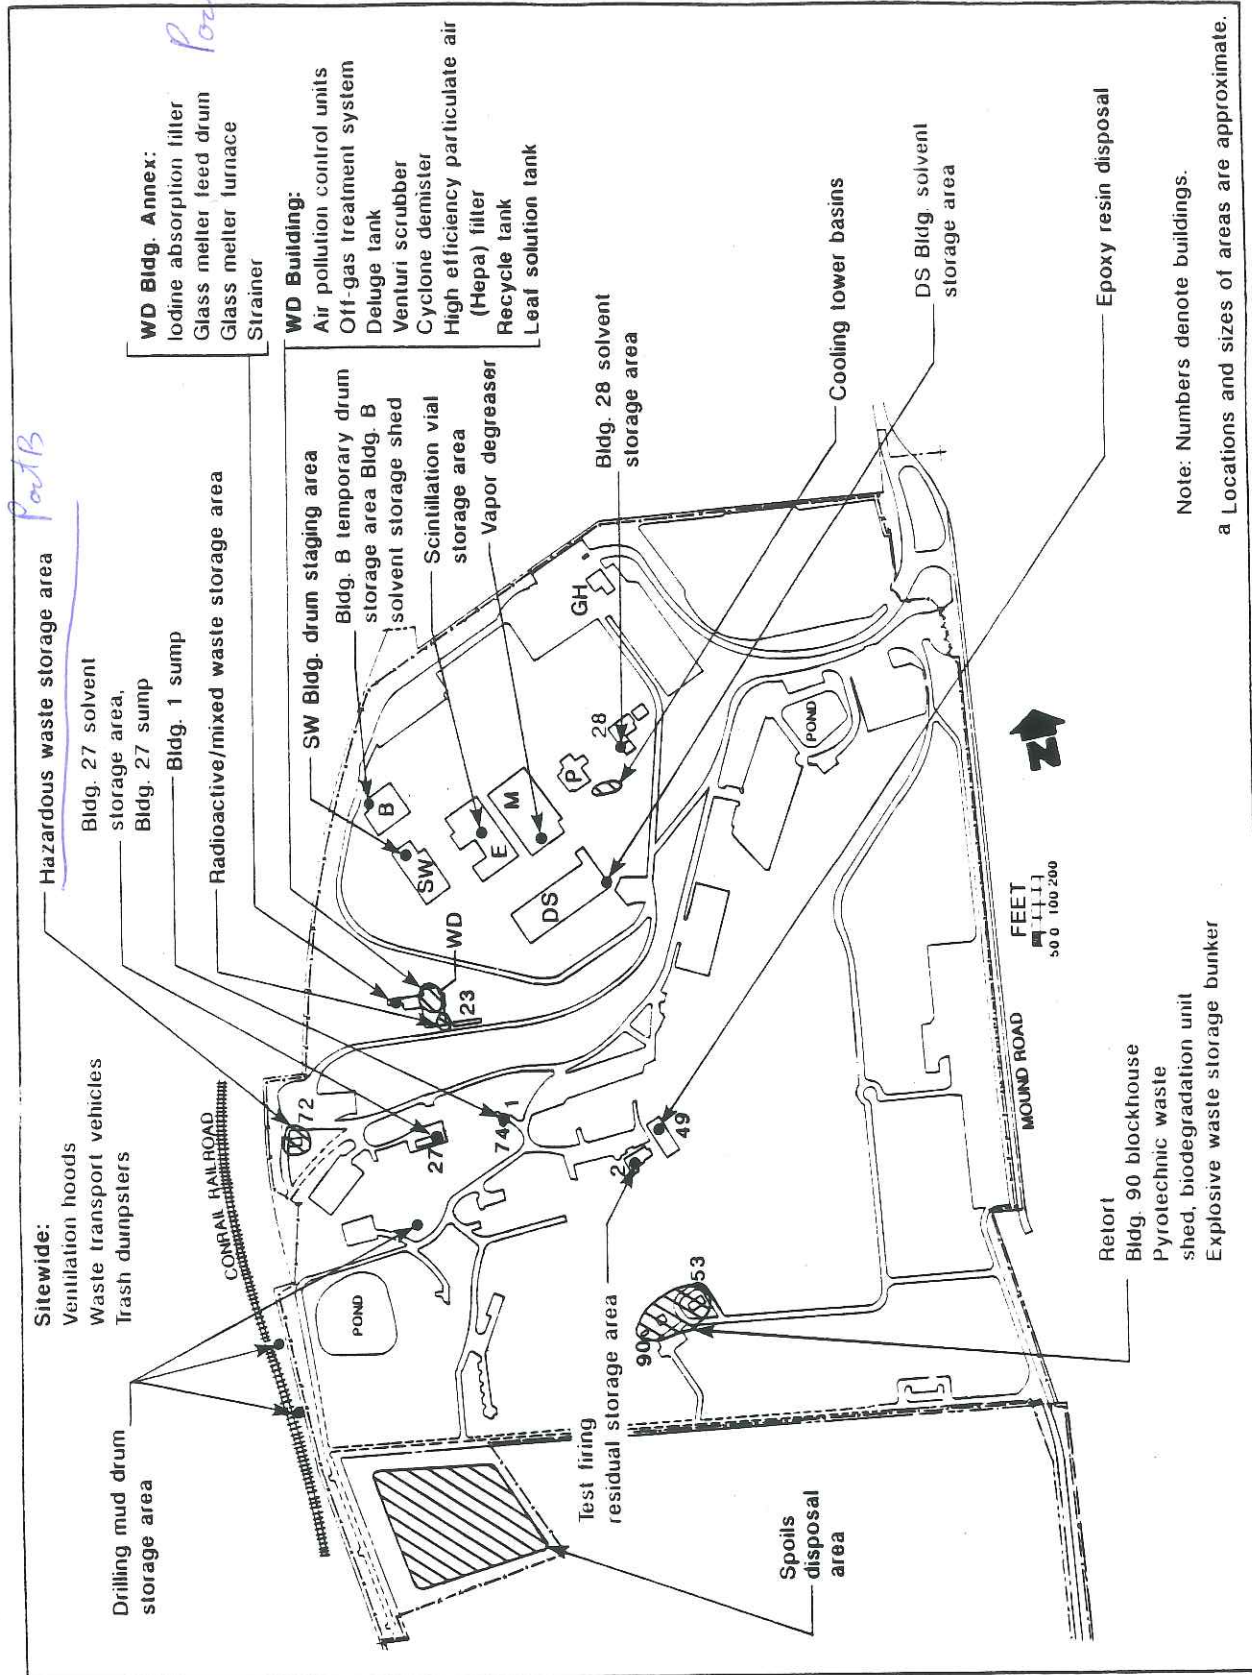 Sitewide:
Ventilation hoods
Waste transport vehicles
Trash dunpsters
Drilling mud drum
storage area
CONRAIL RAILROAD
Hazardous waste storage area
Part B
Bldg. 27 solvent
storage area,
Bldg. 27 sump
Bldg. 1 sump
Radioactive/mixed waste storage area
WD Bldg. Annex:
Iodine absorption filter
Glass melter feed drum
Glass melter furnace
Strainer
WD Building:
Air pollution control units
Off-gas treatment system
Deluge tank
Venturi scrubber
Cyclone demister
High efficiency particulate air
(Hepa) filter
Recycle tank
Leaf solution tank
SW Bldg. drum staging area
Bldg. B temporary drum
storage area Bldg. B
solvent storage shed
Scintillation vial
storage area
Vapor degreaser
Bldg. 28 solvent
storage area
Cooling tower basins
DS Bldg. solvent
storage area
Epoxy resin disposal
72
27
74
1
23
WD
SW
B
E
M
DS
P
28
GH
POND
POND
2
49
90
53
Test firing
residual storage area
Spoils
disposal
area
Retort
Bldg. 90 blockhouse
Pyrotechnic waste
shed, biodegradation unit
Explosive waste storage bunker
MOUND ROAD
FEET
50 0 100 200
N
Note: Numbers denote buildings.
a Locations and sizes of areas are approximate.